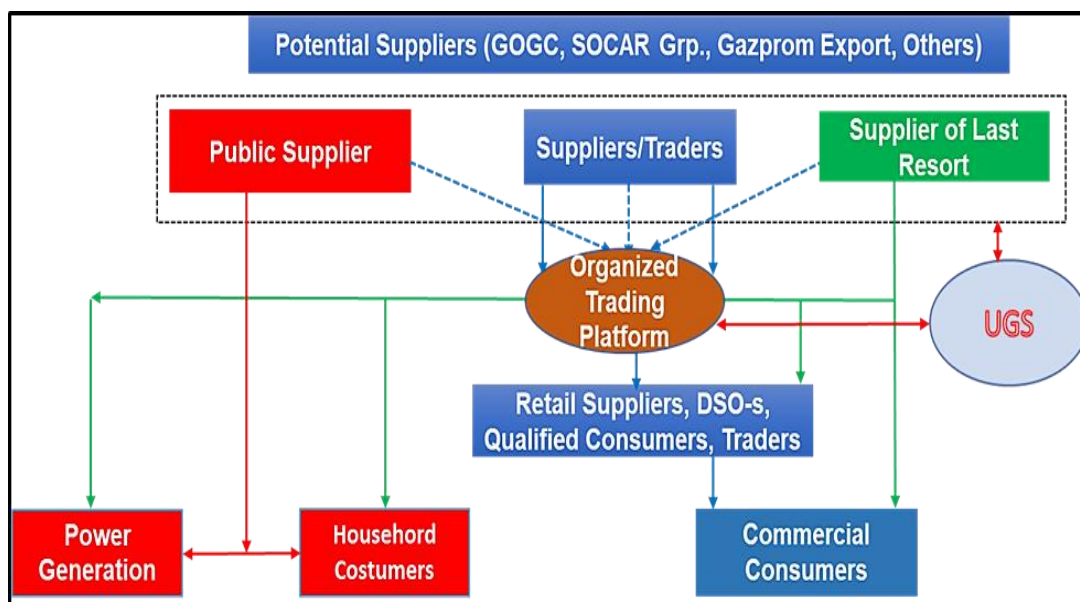 Potential Suppliers (GOGC, SOCAR Grp., Gazprom Export, Others)
Public Supplier
Suppliers/Traders
Supplier of Last
Resort
Organized
Trading
Platform
UGS
Retail Suppliers, DSO-s,
Qualified Consumers, Traders
Power
Generation
Househord
Costumers
Commercial
Consumers